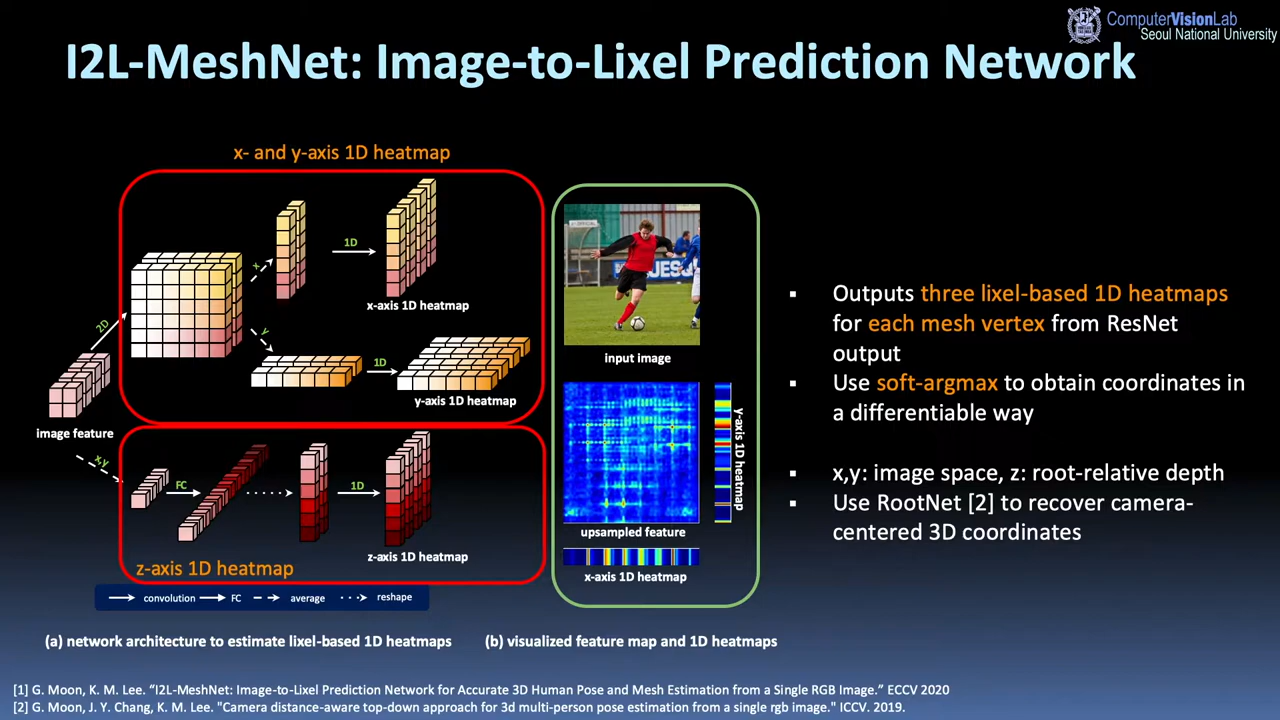 ComputerVisionLab
Seoul National University
I2L-MeshNet: Image-to-Lixel Prediction Network
x- and y-axis 1D heatmap
2D
x
1D
x-axis 1D heatmap
y
1D
y-axis 1D heatmap
image feature
x,y
FC
1D
z-axis 1D heatmap
z-axis 1D heatmap
convolution
FC
average
reshape
(a) network architecture to estimate lixel-based 1D heatmaps
input image
y-axis 1D heatmap
upsampled feature
x-axis 1D heatmap
(b) visualized feature map and 1D heatmaps
▪ Outputs three lixel-based 1D heatmaps
for each mesh vertex from ResNet
output
▪ Use soft-argmax to obtain coordinates in
a differentiable way
▪ x,y: image space, z: root-relative depth
▪ Use RootNet [2] to recover camera-
centered 3D coordinates
[1] G. Moon, K. M. Lee. “I2L-MeshNet: Image-to-Lixel Prediction Network for Accurate 3D Human Pose and Mesh Estimation from a Single RGB Image.” ECCV 2020
[2] G. Moon, J. Y. Chang, K. M. Lee. "Camera distance-aware top-down approach for 3d multi-person pose estimation from a single rgb image." ICCV. 2019.